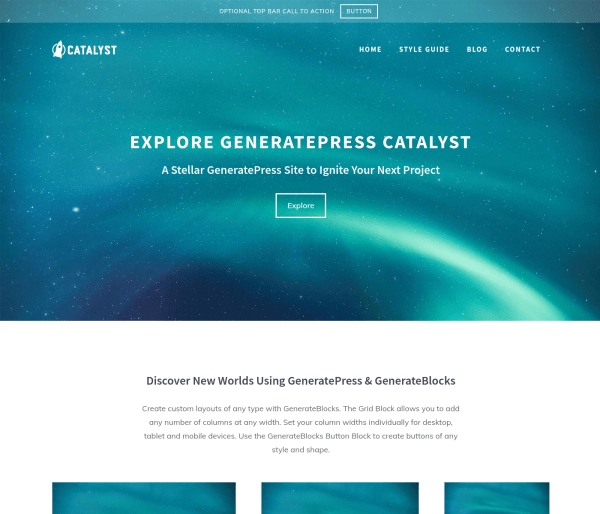 OPTIONAL TOP BAR CALL TO ACTION BUTTON
CATALYST HOME STYLE GUIDE BLOG CONTACT
EXPLORE GENERATEPRESS CATALYST
A Stellar GeneratePress Site to Ignite Your Next Project
Explore
Discover New Worlds Using GeneratePress & GenerateBlocks
Create custom layouts of any type with GenerateBlocks. The Grid Block allows you to add
any number of columns at any width. Set your column widths individually for desktop,
tablet and mobile devices. Use the GenerateBlocks Button Block to create buttons of any
style and shape.